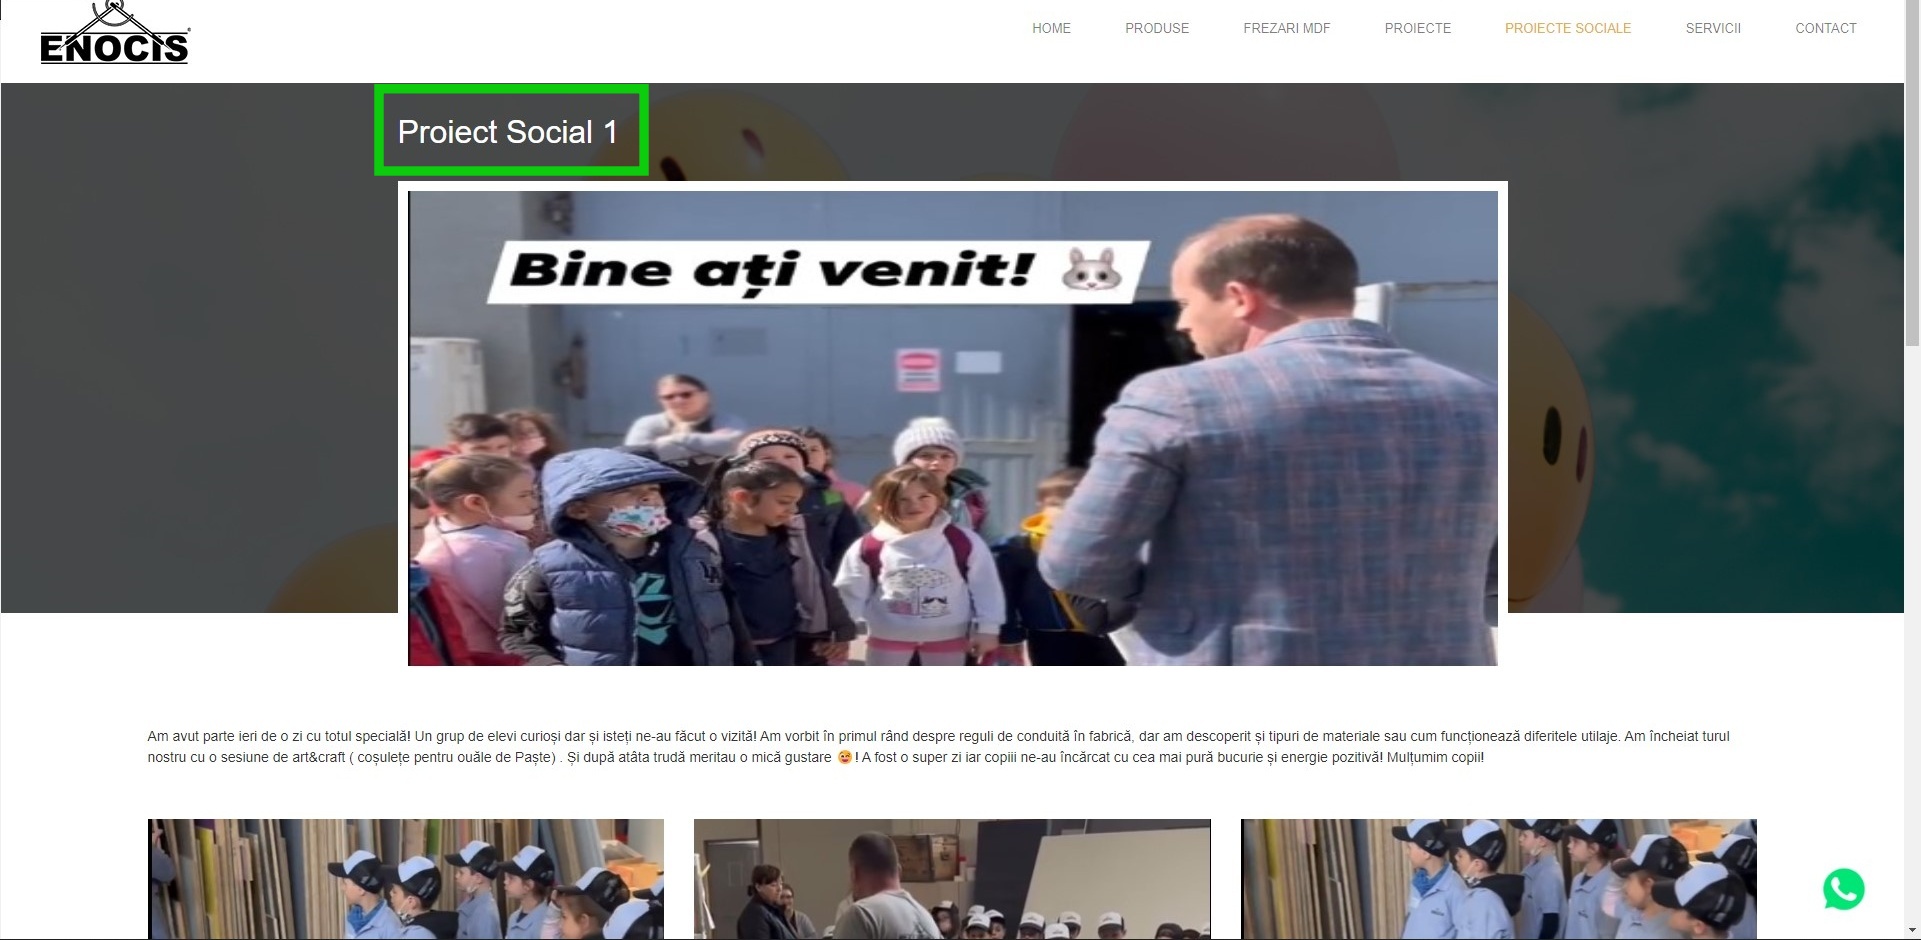 ENOCIS
HOME PRODUSE FREZARI MDF PROIECTE PROIECTE SOCIALE SERVICII CONTACT
Proiect Social 1
Bine ați venit!
Am avut parte ieri de o zi cu totul specială! Un grup de elevi curioși dar și isteți ne-au făcut o vizită! Am vorbit în primul rând despre reguli de conduită în fabrică, dar am descoperit și tipuri de materiale sau cum funcționează diferitele utilaje. Am încheiat turul
nostru cu o sesiune de art&craft ( coșulețe pentru ouăle de Paște) . Și după atâta trudă meritau o mică gustare 😋! A fost o super zi iar copiii ne-au încărcat cu cea mai pură bucurie și energie pozitivă! Mulțumim copii!